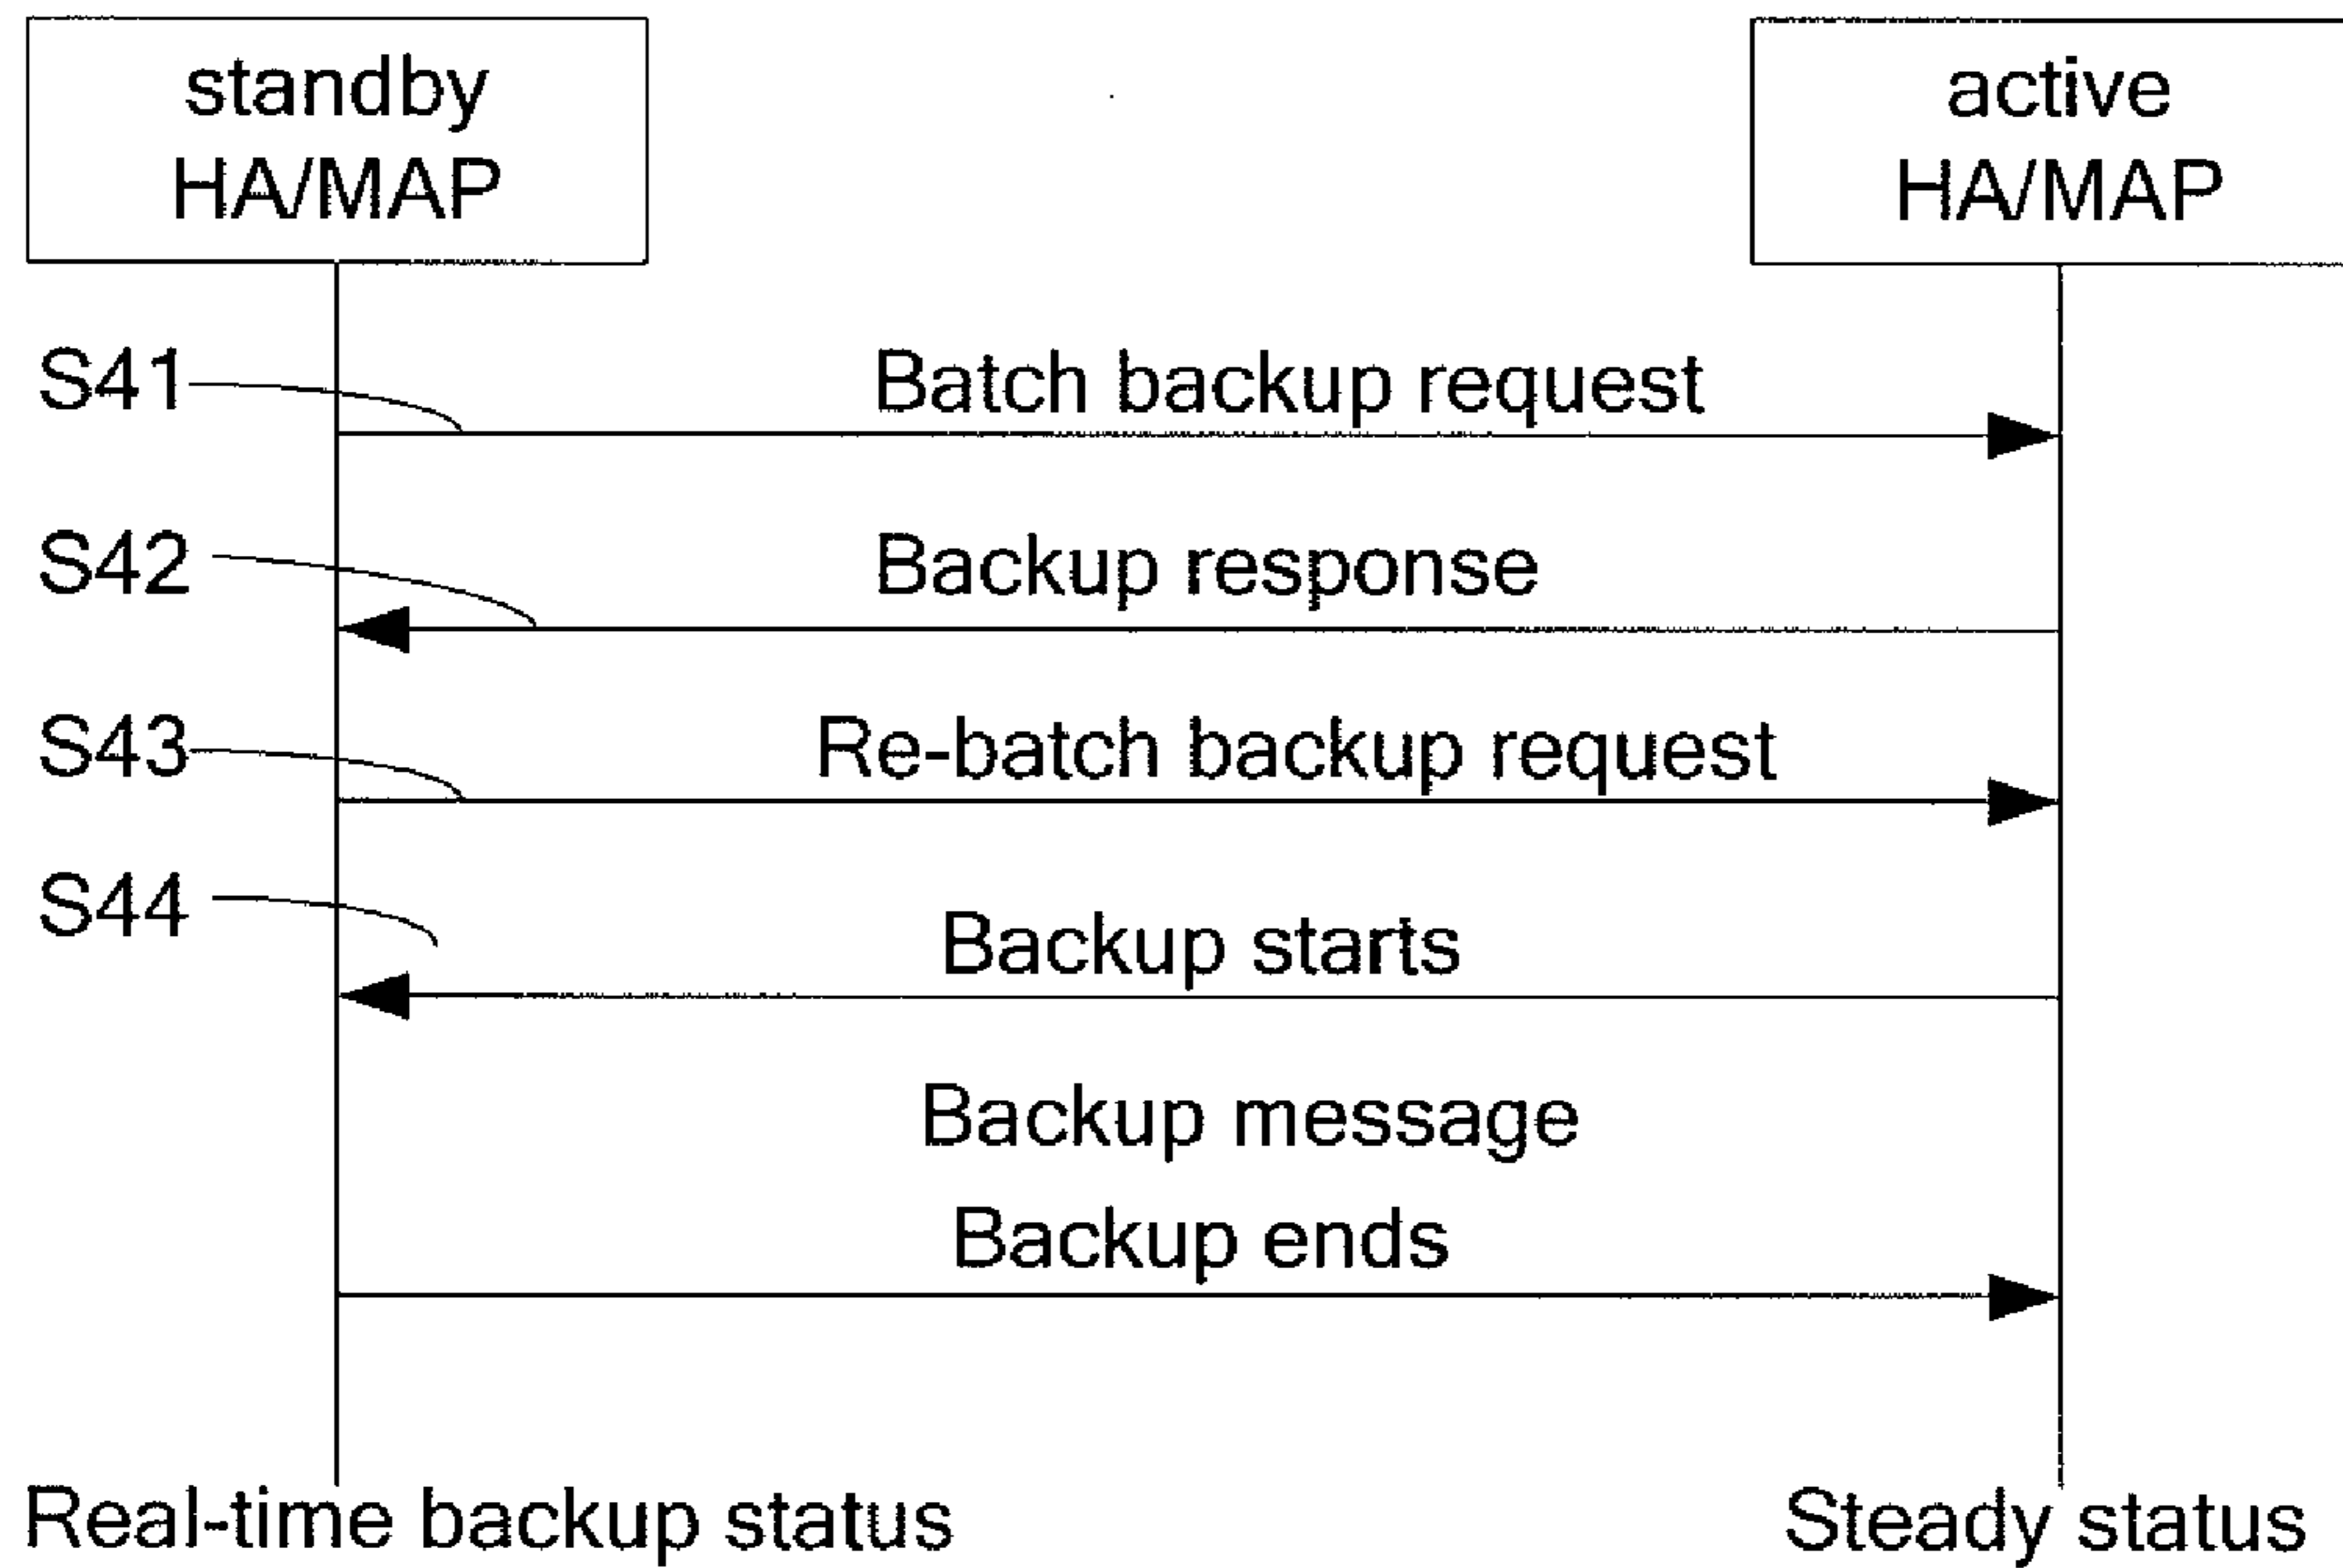 standby
HA/MAP
active
HA/MAP
S41
Batch backup request
S42
Backup response
S43
Re-batch backup request
S44
Backup starts
Backup message
Backup ends
Real-time backup status
Steady status